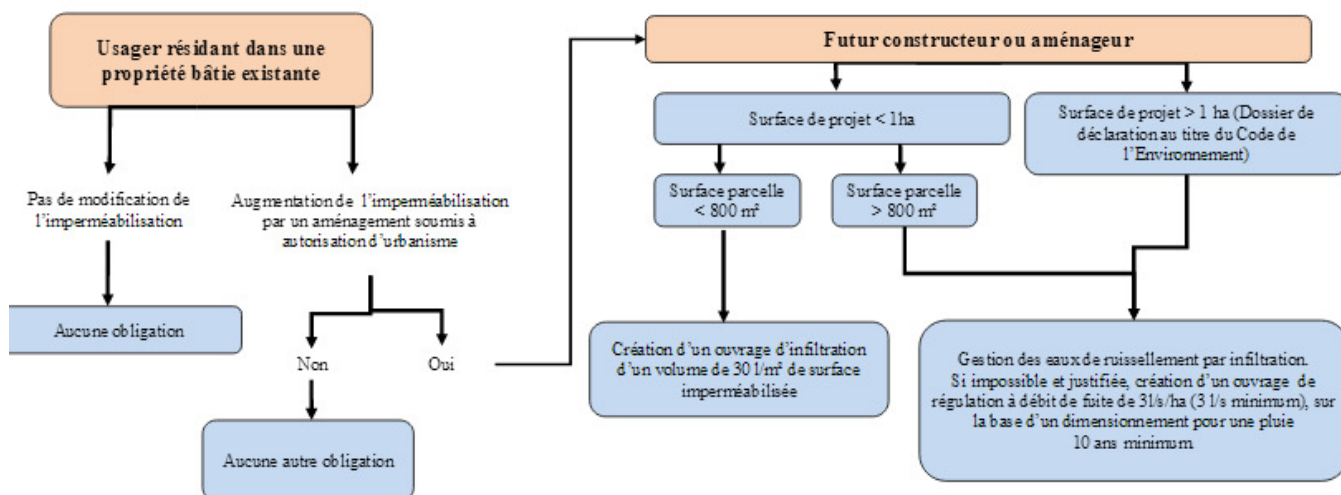 Usager résidant dans une
propriété bâtie existante
Futur constructeur ou aménageur
Surface de projet < 1ha
Surface de projet > 1 ha (Dossier de
déclaration au titre du Code de
l'Environnement)
Surface parcelle
< 800 m²
Surface parcelle
> 800 m²
Pas de modification de
l'imperméabilisation
Augmentation de l'imperméabilisation
par un aménagement soumis à
autorisation d'urbanisme
Aucune obligation
Non
Oui
Aucune autre obligation
Création d'un ouvrage d'infiltration
d'un volume de 30 l/m² de surface
imperméabilisée
Gestion des eaux de ruissellement par infiltration.
Si impossible et justifiée, création d'un ouvrage de
régulation à débit de fuite de 3l/s/ha (3 l/s minimum), sur
la base d'un dimensionnement pour une pluie
10 ans minimum.